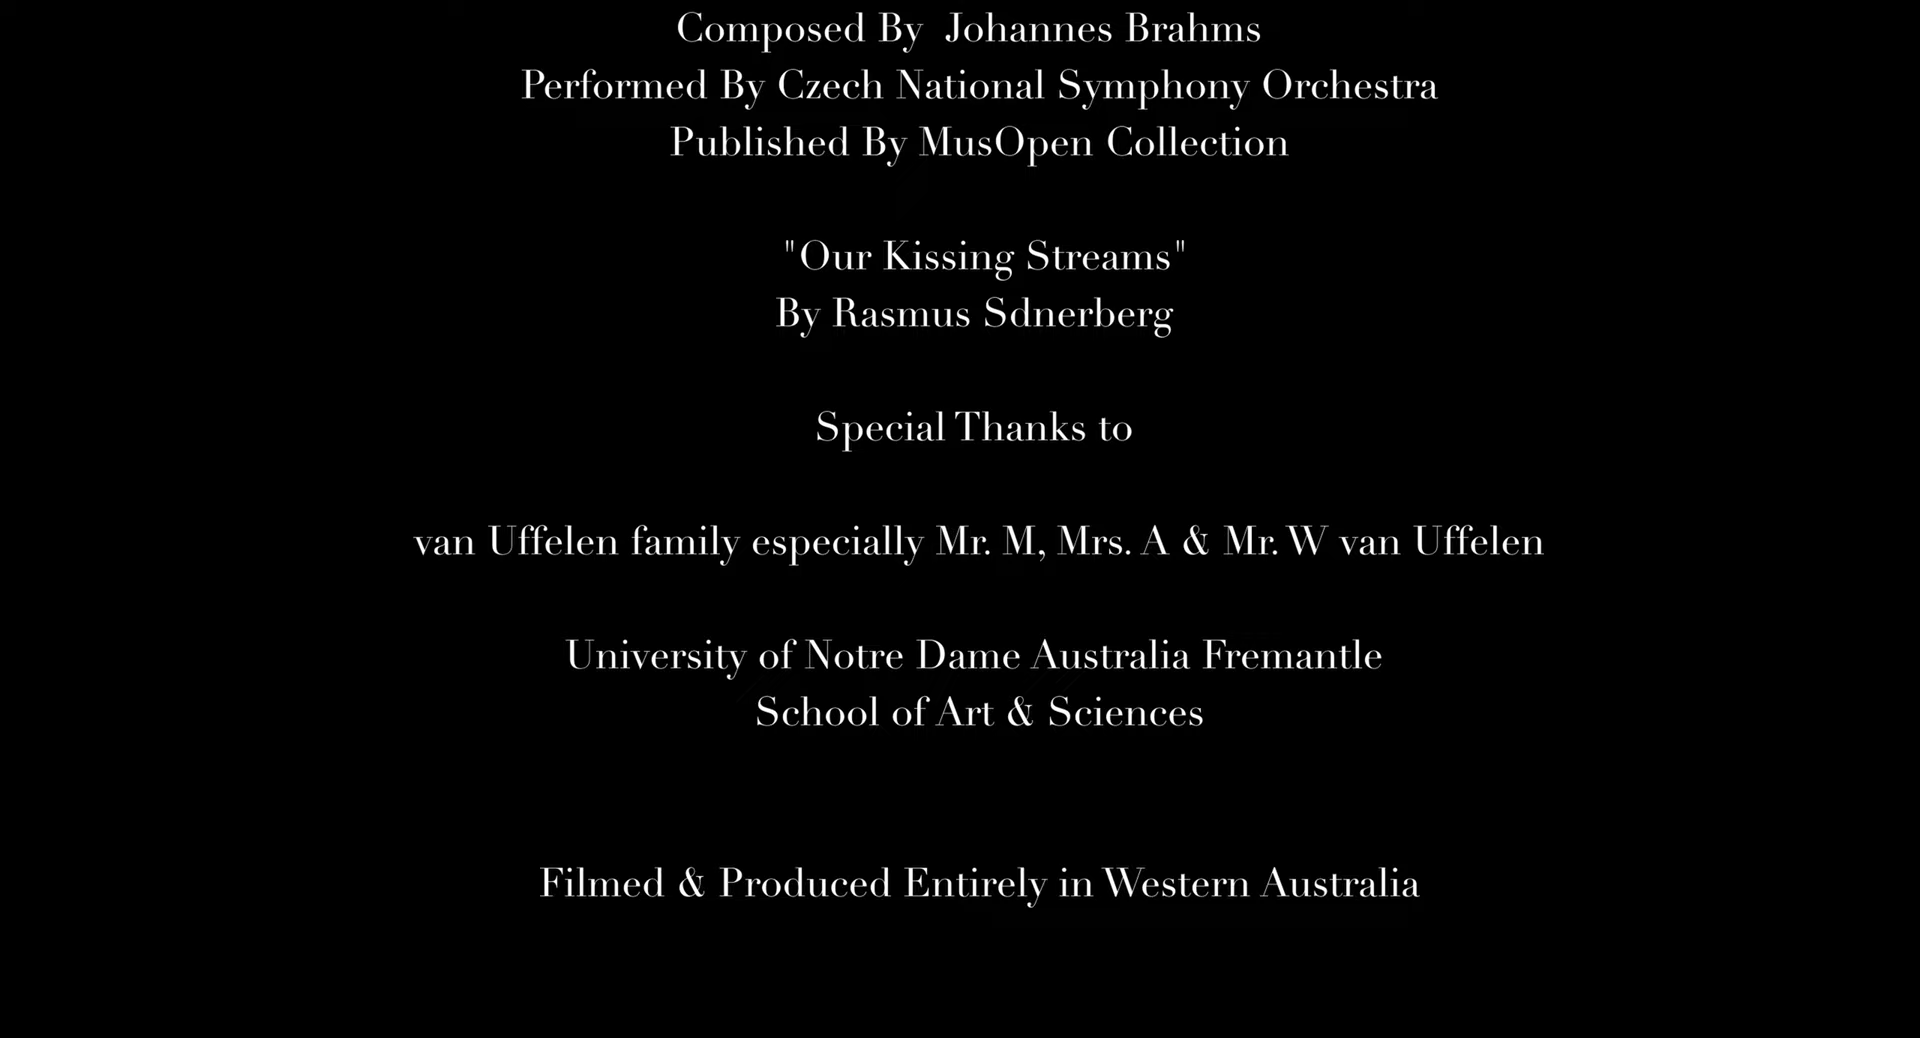 Composed By  Johannes Brahms
Performed By Czech National Symphony Orchestra
Published By MusOpen Collection
"Our Kissing Streams"
By Rasmus Sdnerberg
Special Thanks to
van Uffelen family especially Mr. M, Mrs. A & Mr. W van Uffelen
University of Notre Dame Australia Fremantle
School of Art & Sciences
Filmed & Produced Entirely in Western Australia